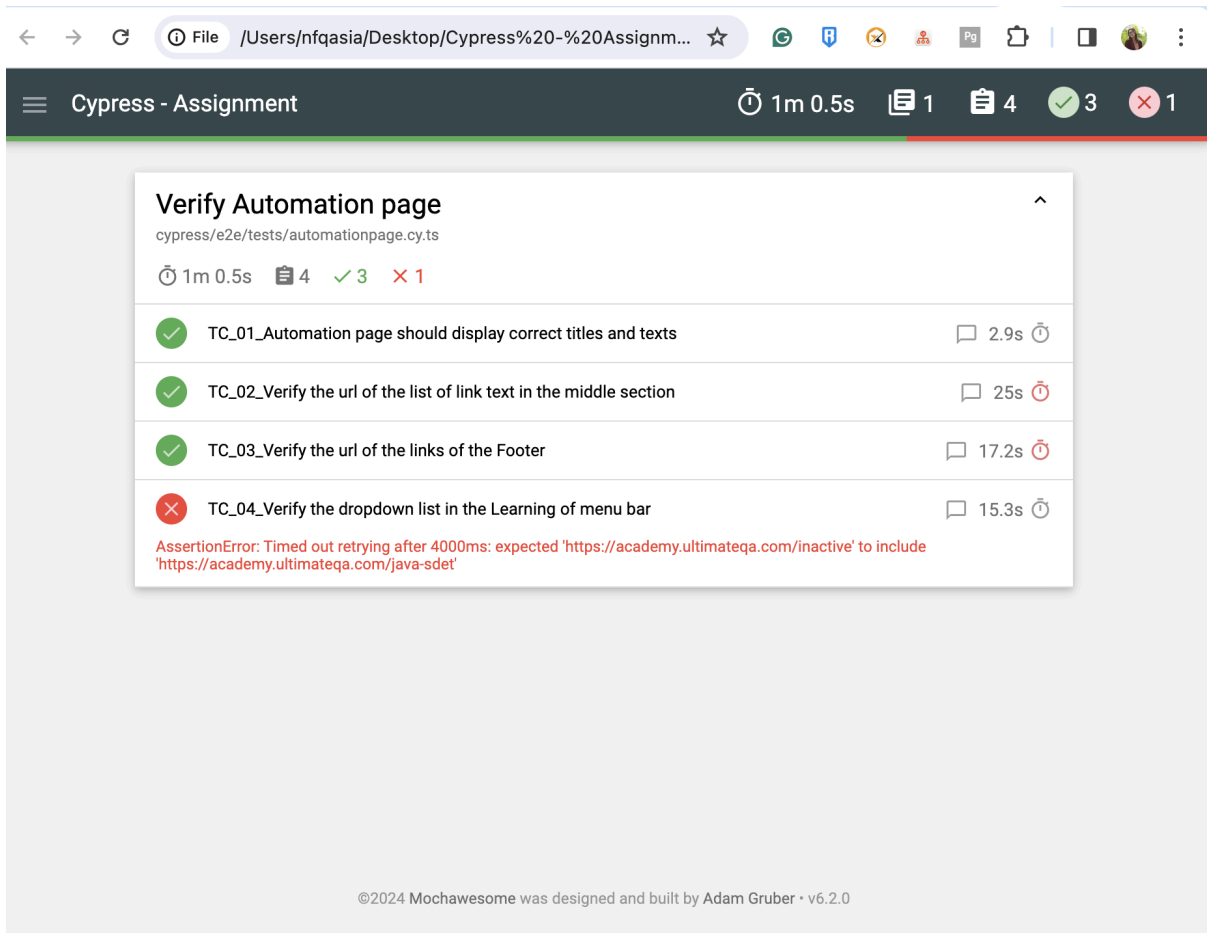 File /Users/nfqasia/Desktop/Cypress%20-%20Assignm... Pg
Cypress - Assignment 1m 0.5s 1 4 3 1
Verify Automation page
cypress/e2e/tests/automationpage.cy.ts
1m 0.5s 4 3 1
TC_01_Automation page should display correct titles and texts 2.9s
TC_02_Verify the url of the list of link text in the middle section 25s
TC_03_Verify the url of the links of the Footer 17.2s
TC_04_Verify the dropdown list in the Learning of menu bar 15.3s
AssertionError: Timed out retrying after 4000ms: expected 'https://academy.ultimateqa.com/inactive' to include
'https://academy.ultimateqa.com/java-sdet'
©2024 Mochawesome was designed and built by Adam Gruber • v6.2.0